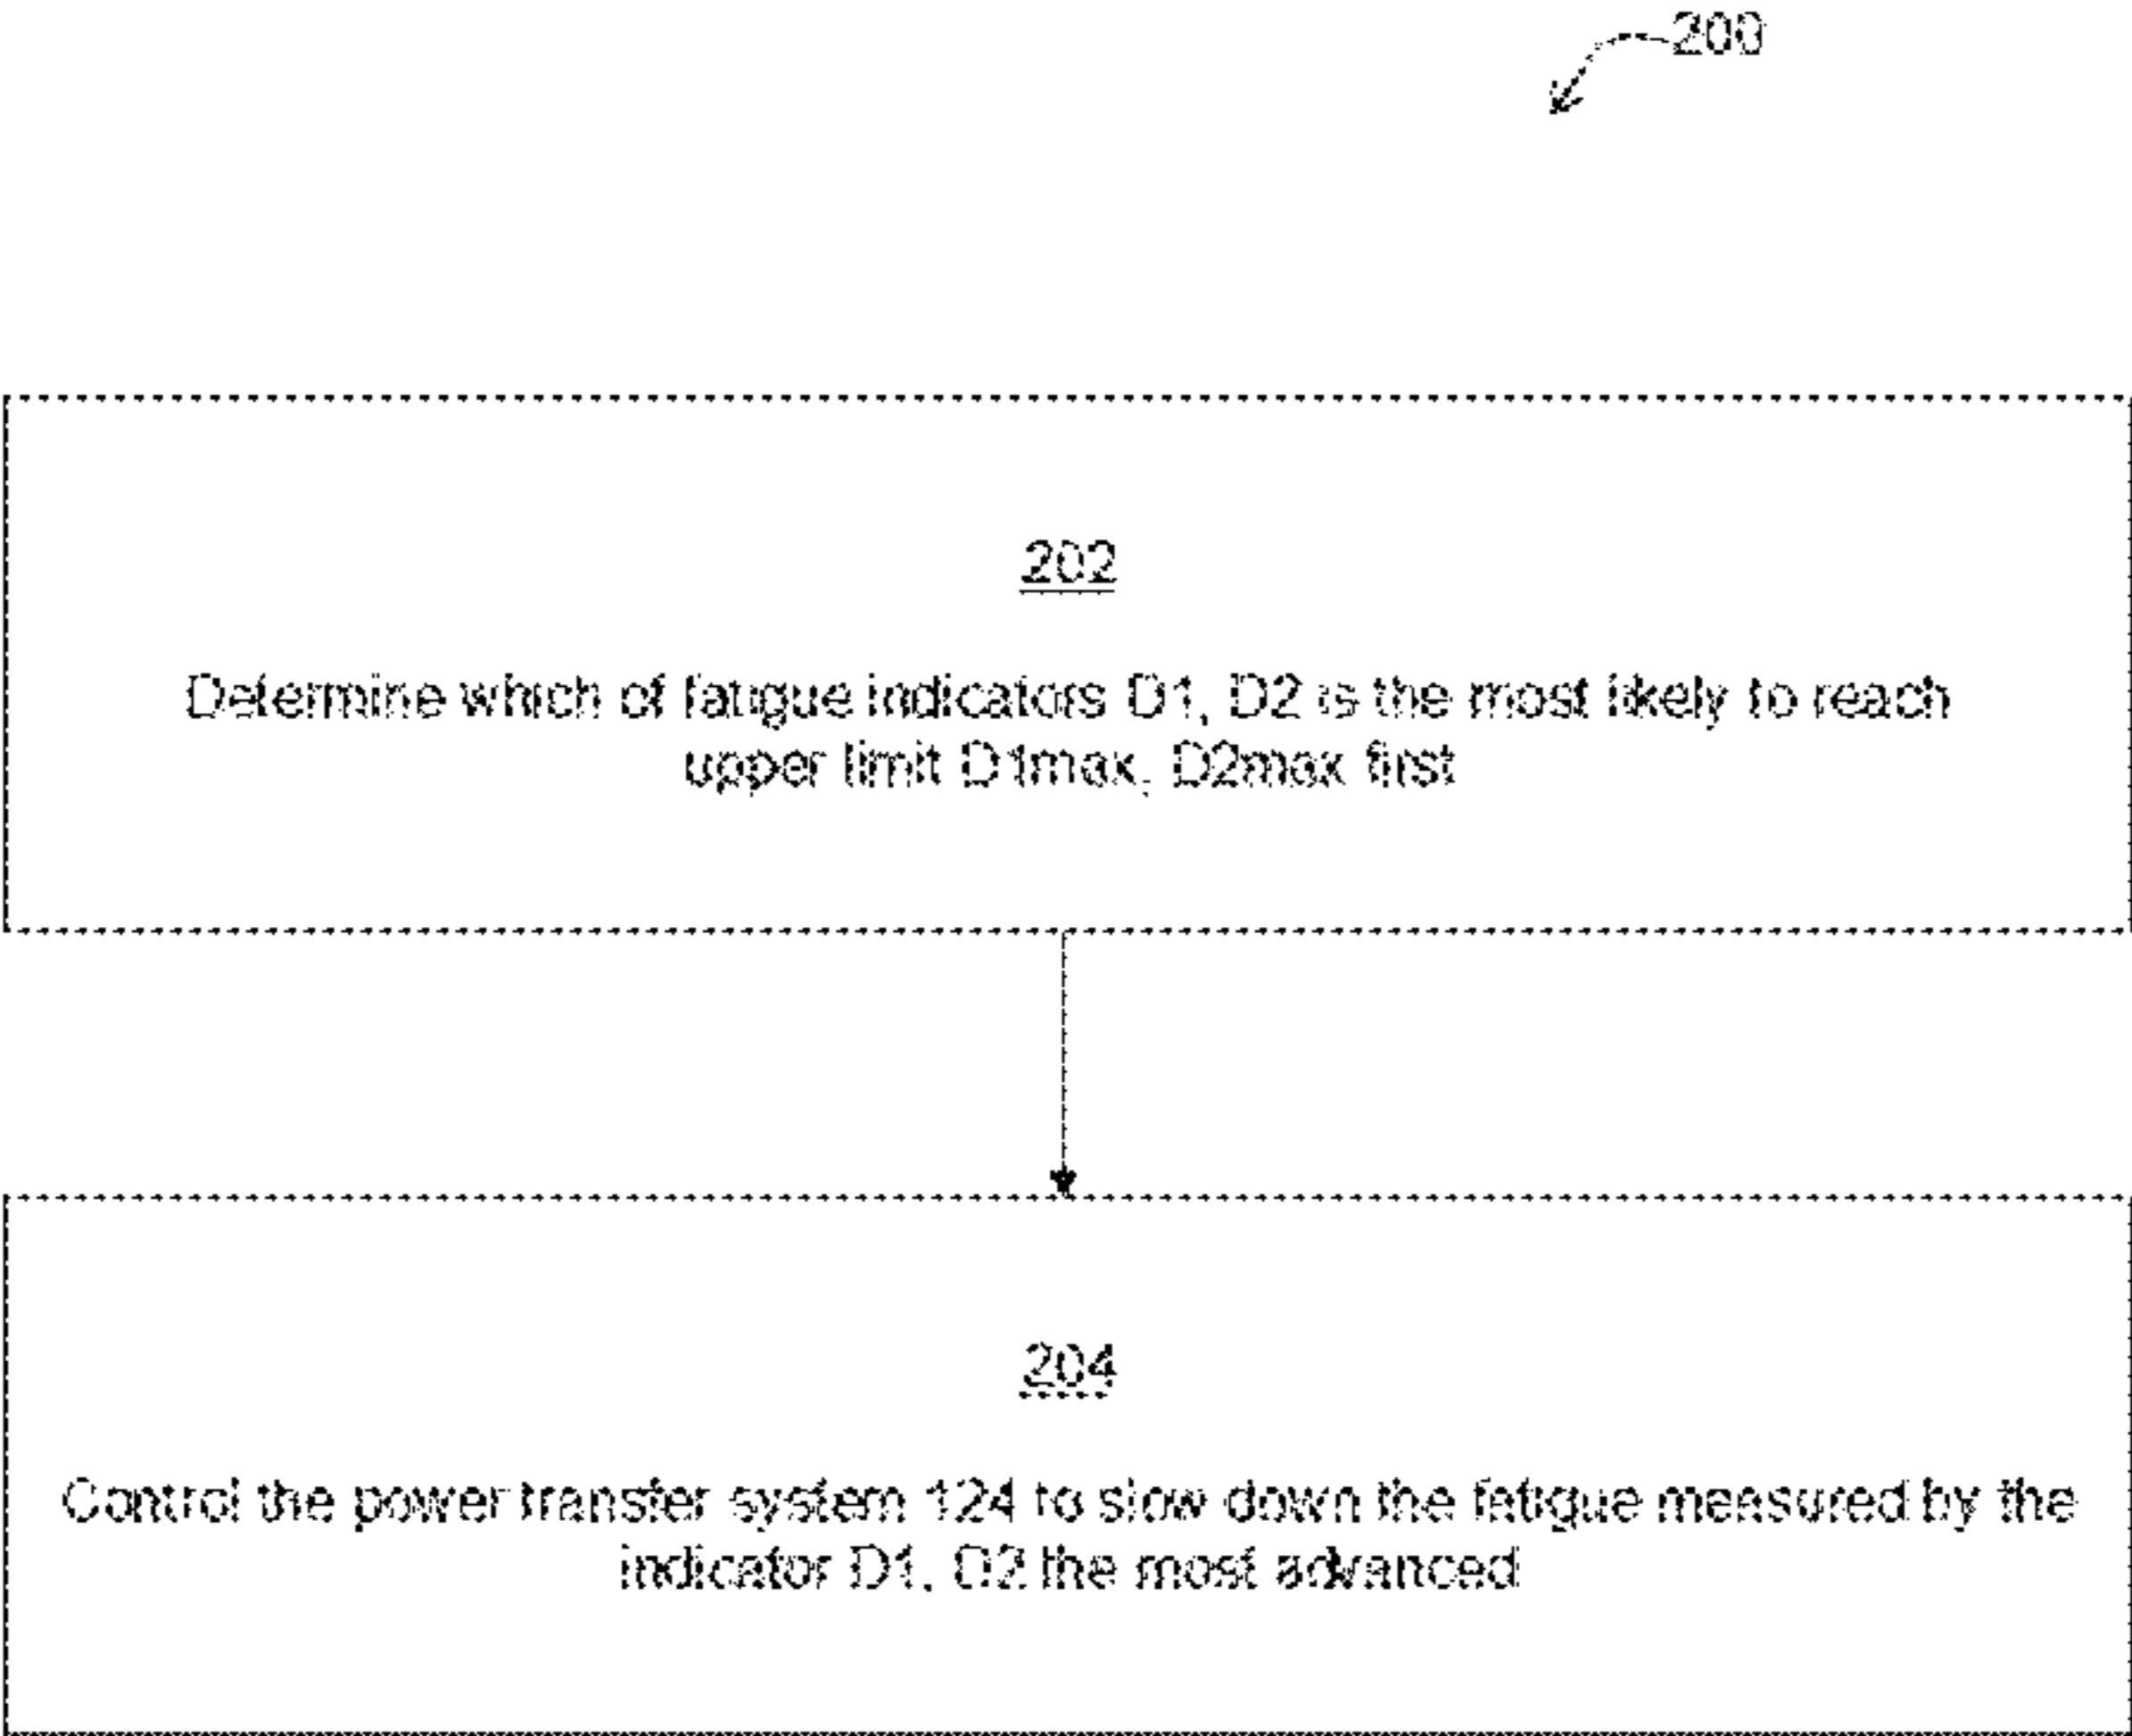 200
202
Determine which of fatigue indicators D1, D2 is the most likely to reach
upper limit D1max, D2max first
204
Control the power transfer system 124 to slow down the fatigue measured by the
indicator D1, D2 the most advanced